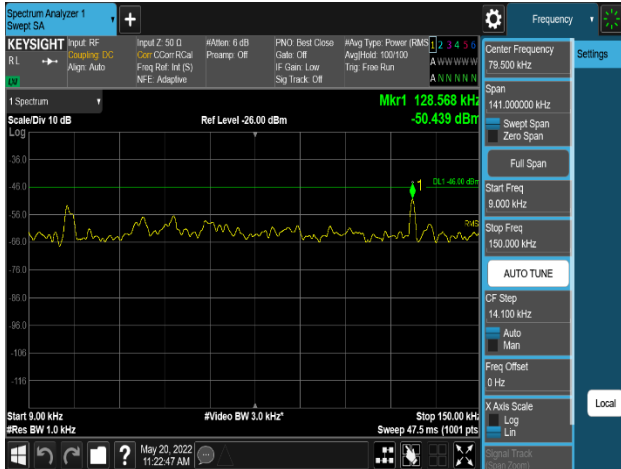 Spectrum Analyzer 1
Swept SA
+
Frequency
KEYSIGHT
RL
LV
Input: RF
Coupling: DC
Align: Auto
Input Z: 50 Ω
Corr CCorr RCal
Freq Ref: Int (S)
NFE: Adaptive
#Atten: 6 dB
Preamp: Off
PNO: Best Close
Gate: Off
IF Gain: Low
Sig Track: Off
#Avg Type: Power (RMS
Avg|Hold: 100/100
Trig: Free Run
1 2 3 4 5 6
A W W W W W
A N N N N N
1 Spectrum
Scale/Div 10 dB
Log
Ref Level -26.00 dBm
Mkr1 128.568 kHz
-50.439 dBm
-36.0
-46.0
-56.0
-66.0
-76.0
-86.0
-96.0
-106
-116
1
DL1 -46.00 dBm
RMS
Start 9.00 kHz
#Res BW 1.0 kHz
#Video BW 3.0 kHz*
Stop 150.00 kHz
Sweep 47.5 ms (1001 pts
?
May 20, 2022
11:22:47 AM
Center Frequency
79.500 kHz
Span
141.000000 kHz
Swept Span
Zero Span
Full Span
Start Freq
9.000 kHz
Stop Freq
150.000 kHz
AUTO TUNE
CF Step
14.100 kHz
Auto
Man
Freq Offset
0 Hz
X Axis Scale
Log
Lin
Signal Track
(Span Zoom)
Settings
Local